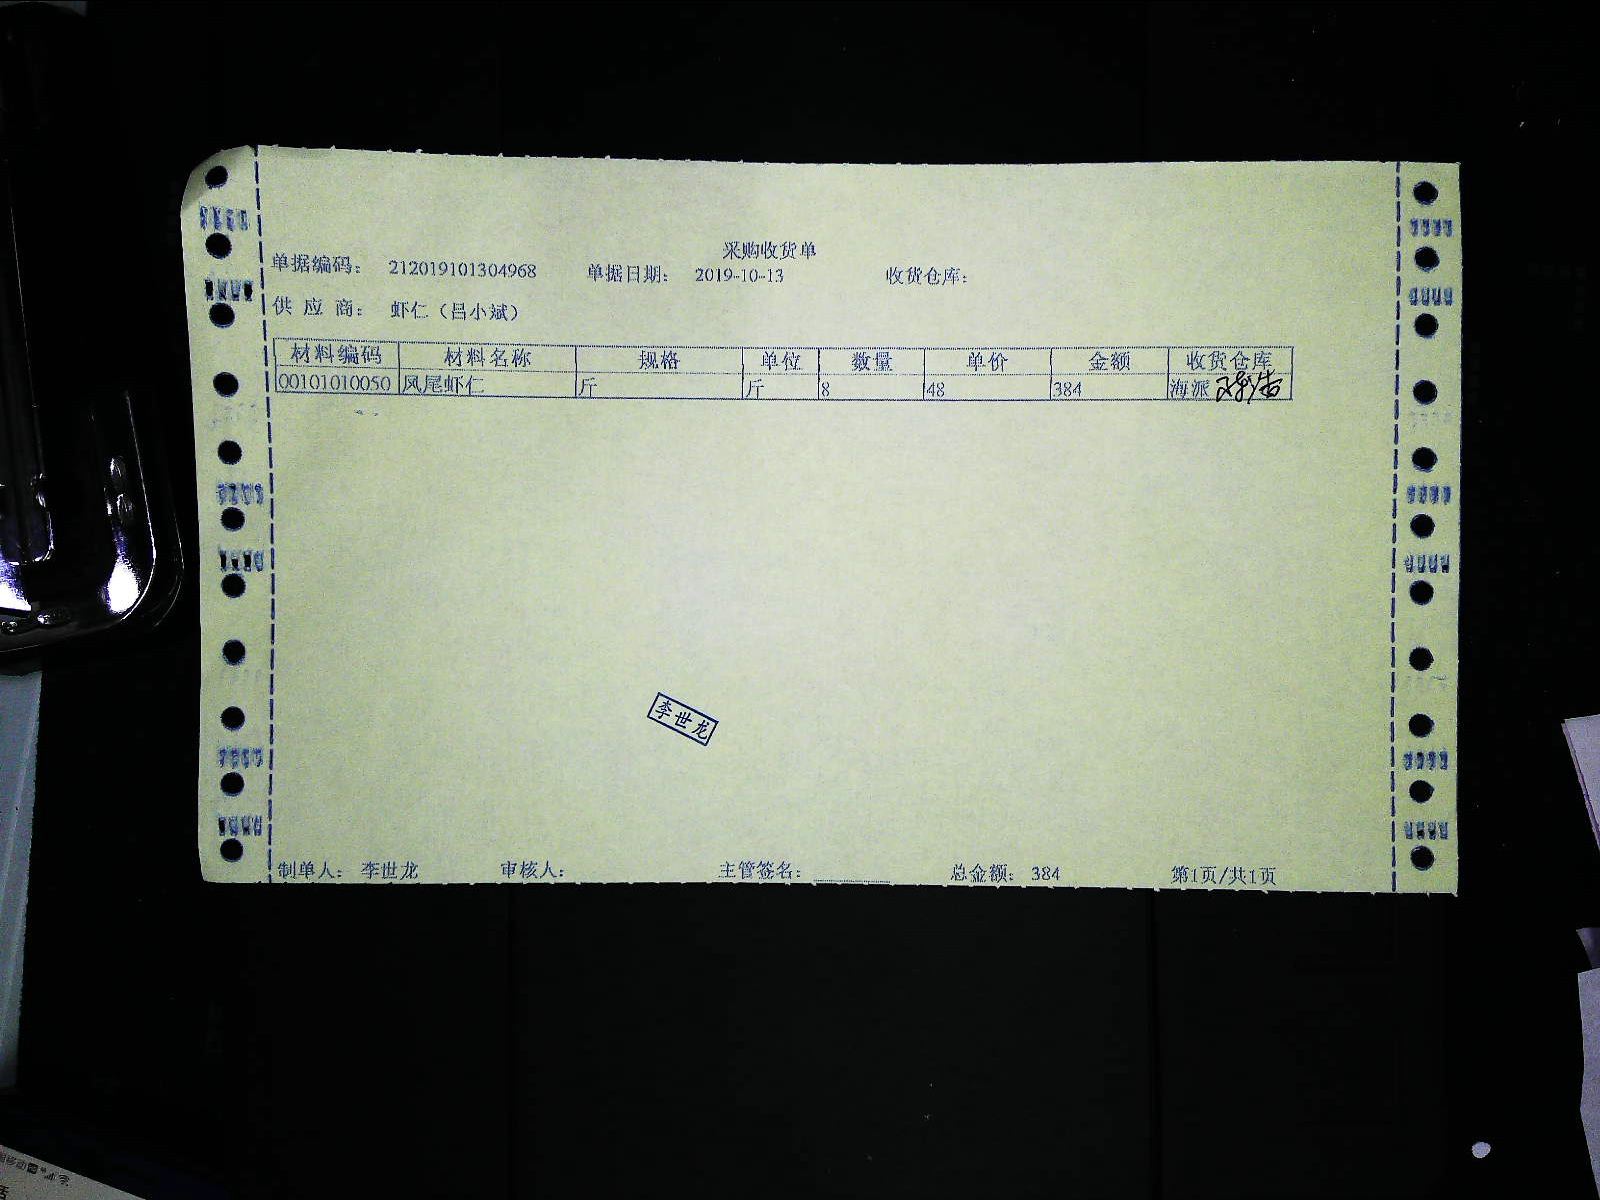 采购收货单
单据编码： 212019101304968 单据日期： 2019-10-13 收货仓库：
供 应 商： 虾仁（吕小斌）
材料编码 材料名称 规格 单位 数量 单价 金额 收货仓库
00101010050 凤尾虾仁 斤 斤 8 48 384 海派
李世龙
制单人： 李世龙 审核人： 主管签名： 总金额： 384 第1页/共1页